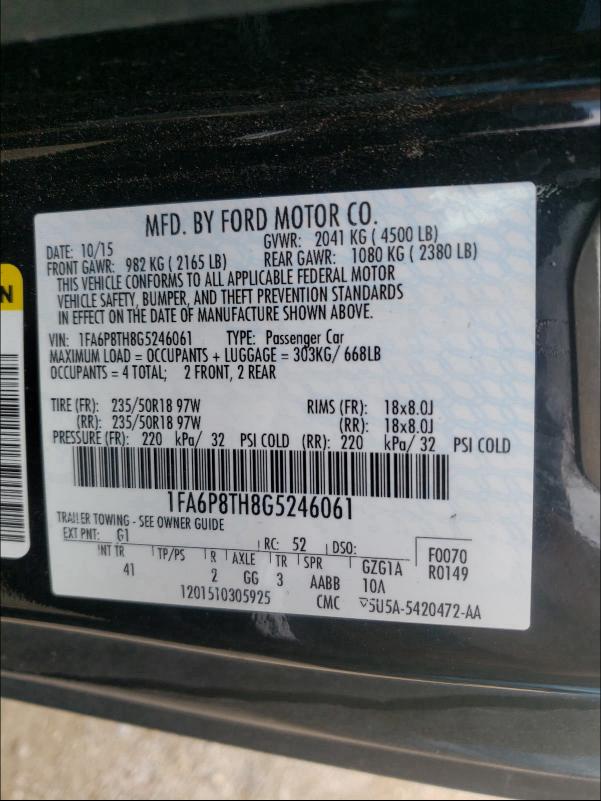 MFD. BY FORD MOTOR CO.
DATE: 10/15 GVWR: 2041 KG ( 4500 LB)
FRONT GAWR: 982 KG ( 2165 LB) REAR GAWR: 1080 KG ( 2380 LB)
THIS VEHICLE CONFORMS TO ALL APPLICABLE FEDERAL MOTOR
VEHICLE SAFETY, BUMPER, AND THEFT PREVENTION STANDARDS
IN EFFECT ON THE DATE OF MANUFACTURE SHOWN ABOVE.
VIN: 1FA6P8TH8G5246061 TYPE: Passenger Car
MAXIMUM LOAD = OCCUPANTS + LUGGAGE = 303KG/ 668LB
OCCUPANTS = 4 TOTAL; 2 FRONT, 2 REAR
TIRE (FR): 235/50R18 97W RIMS (FR): 18x8.0J
(RR): 235/50R18 97W (RR): 18x8.0J
PRESSURE (FR): 220 kPa/ 32 PSI COLD (RR): 220 kPa/ 32 PSI COLD
1FA6P8TH8G5246061
TRAILER TOWING - SEE OWNER GUIDE
EXT PNT: G1 RC: 52 DSO: F0070
INT TR TP/PS R AXLE TR SPR GZG1A R0149
41 2 GG 3 AABB 10A
1201510305925 CMC 5U5A-5420472-AA
N